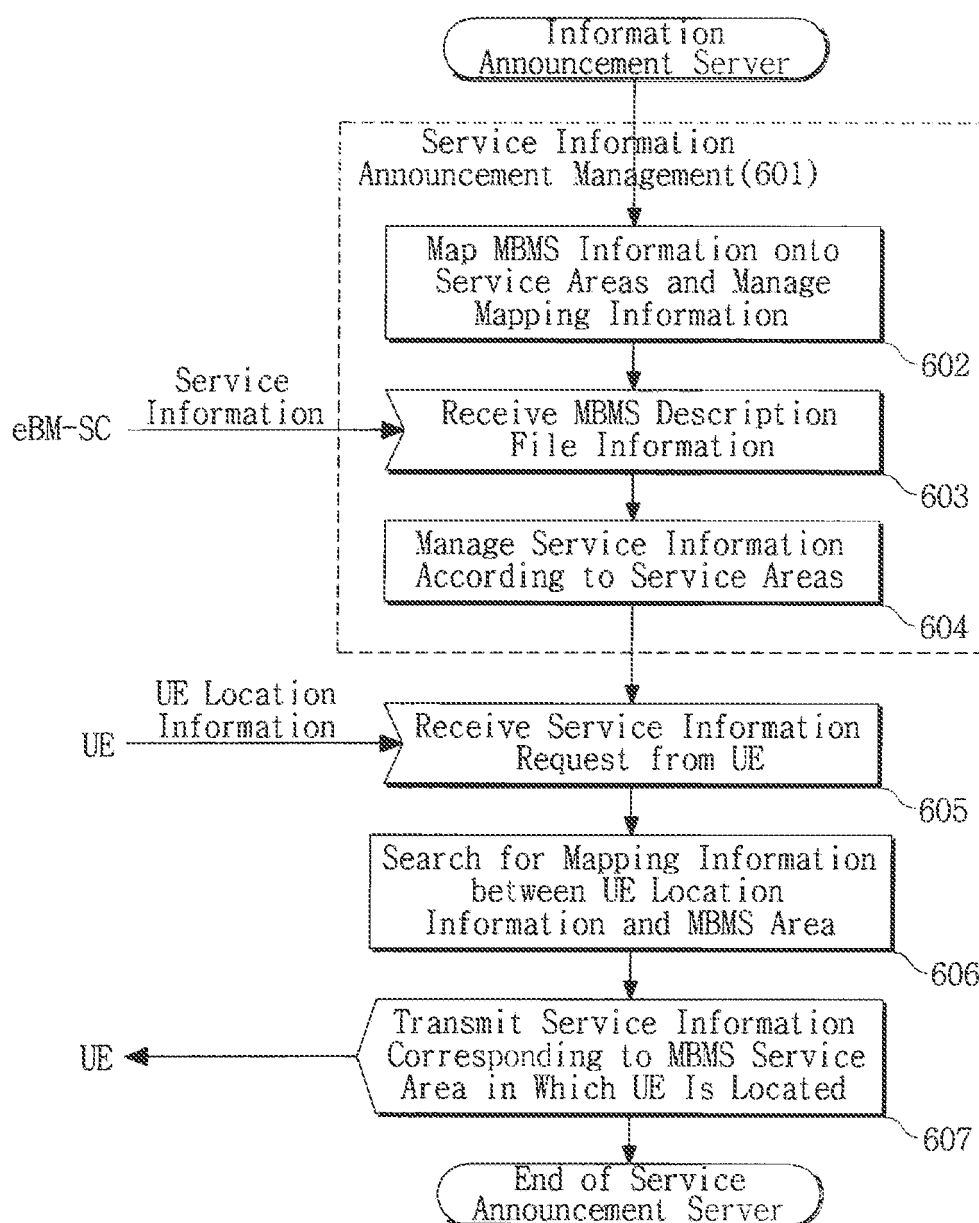 Information
Announcement Server
Service Information
Announcement Management(601)
Map MBMS Information onto
Service Areas and Manage
Mapping Information
602
Service
Information
eBM-SC
Receive MBMS Description
File Information
603
Manage Service Information
According to Service Areas
604
UE Location
Information
UE
Receive Service Information
Request from UE
605
Search for Mapping Information
between UE Location
Information and MBMS Area
606
UE
Transmit Service Information
Corresponding to MBMS Service
Area in Which UE Is Located
607
End of Service
Announcement Server